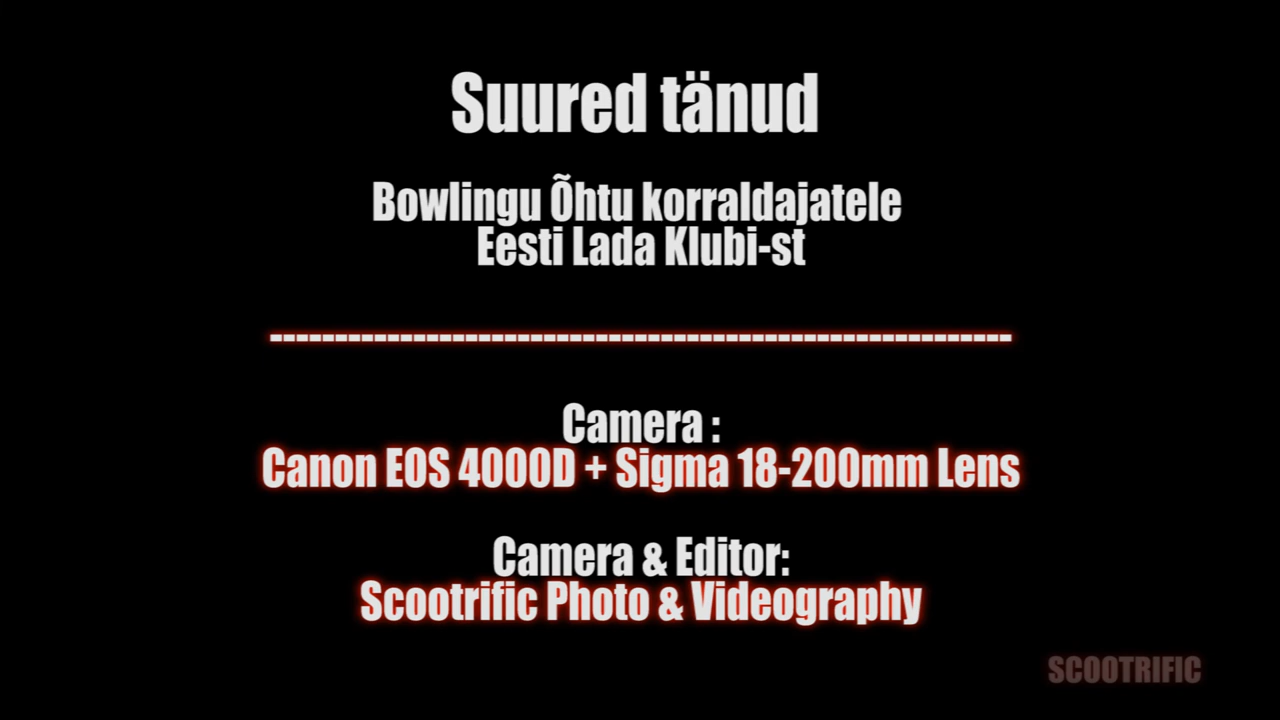 Suured tänud
Bowlingu Õhtu korraldajatele
Eesti Lada Klubi-st
---------------------------------------------------------
Camera :
Canon EOS 4000D + Sigma 18-200mm Lens
Camera & Editor:
Scootrific Photo & Videography
SCOOTRIFIC